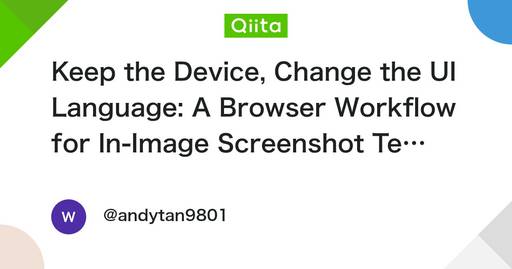 Qiita
Keep the Device, Change the UI
Language: A Browser Workflow
for In-Image Screenshot Te…
W
@andytan9801